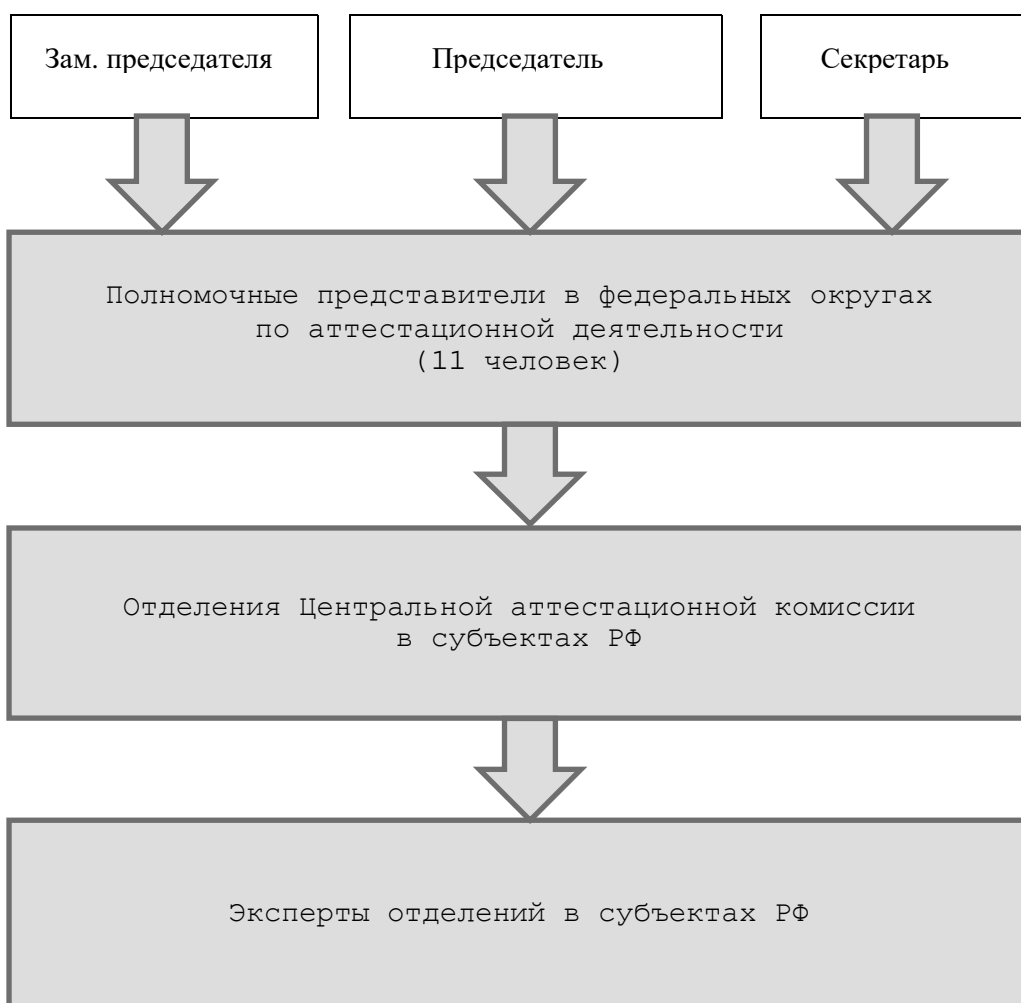 Зам. председателя
Председатель
Секретарь
Полномочные представители в федеральных округах
по аттестационной деятельности
(11 человек)
Отделения Центральной аттестационной комиссии
в субъектах РФ
Эксперты отделений в субъектах РФ